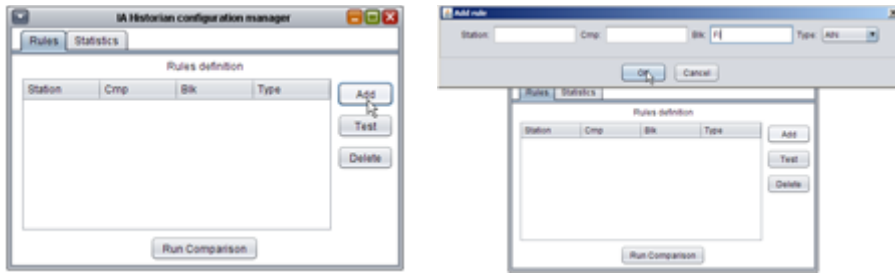 IA Historian configuration manager
Rules Statistics
Rules definition
Station Cmp Blk Type
Add
Test
Delete
Run Comparison
Add rule
Station: Cmp: Blk: FI Type: AIN
OK Cancel
Rules Statistics
Rules definition
Station Cmp Blk Type
Add
Test
Delete
Run Comparison